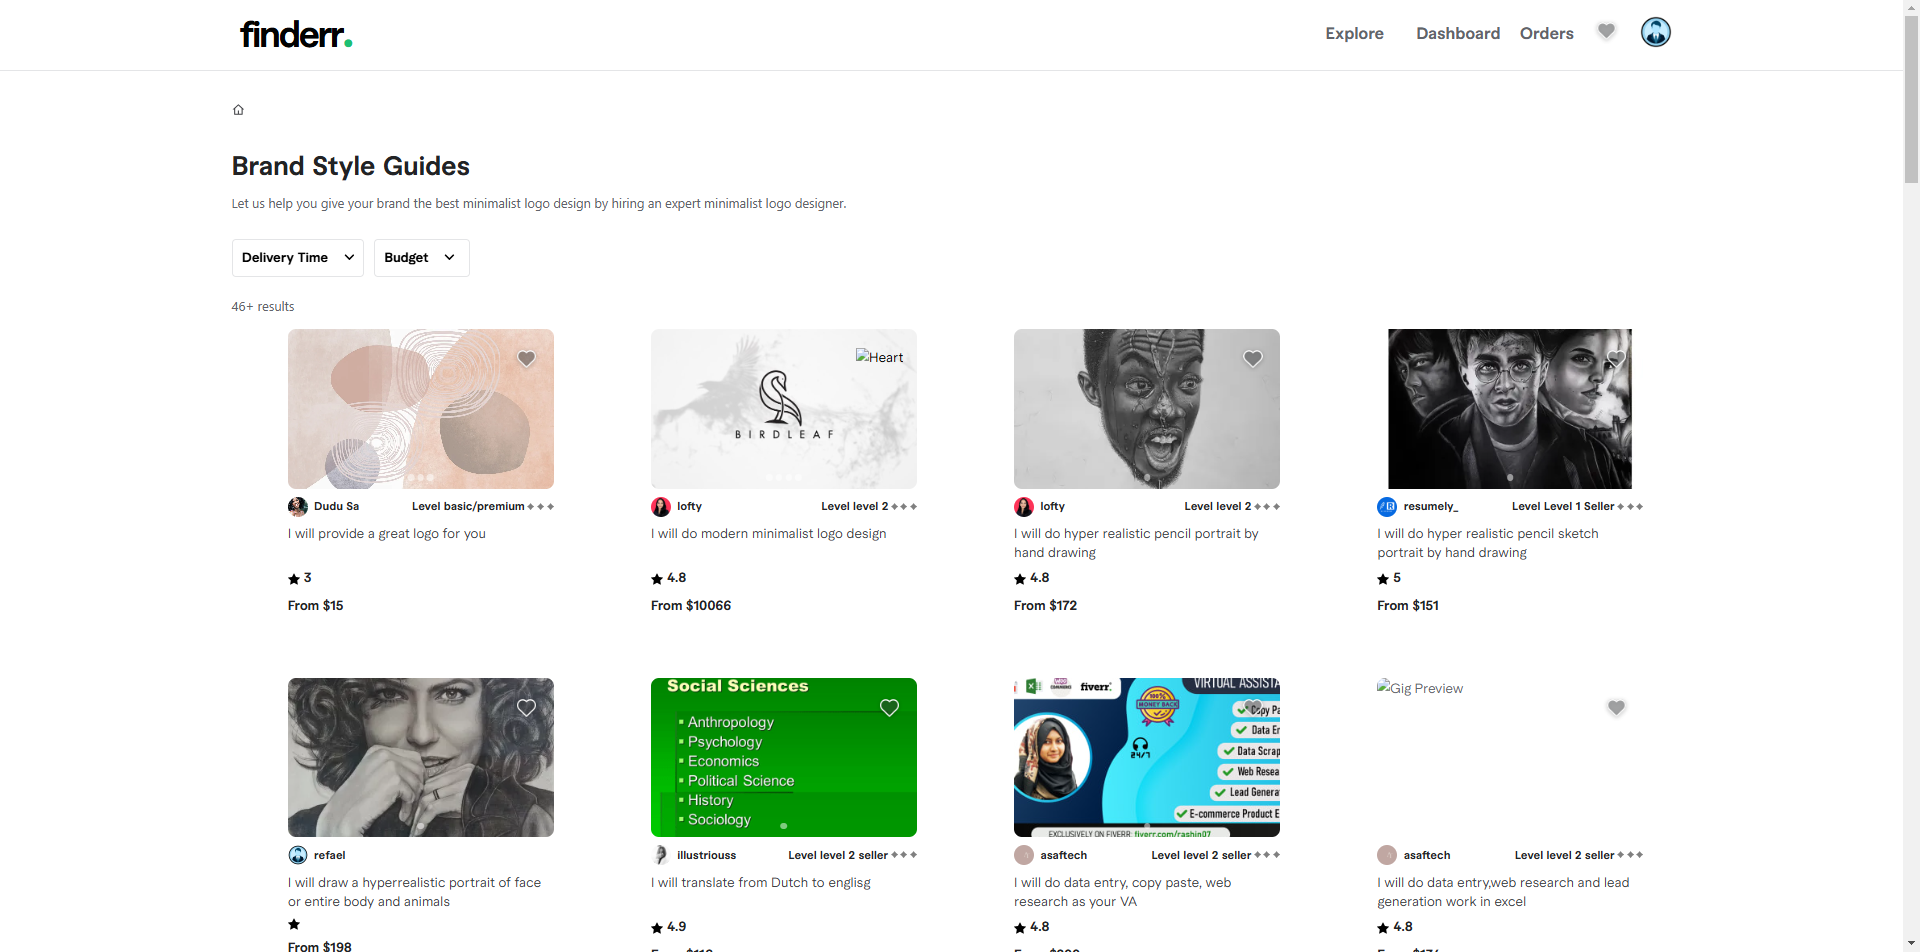 finderr.
Explore
Dashboard
Orders
Brand Style Guides
Let us help you give your brand the best minimalist logo design by hiring an expert minimalist logo designer.
Delivery Time
Budget
46+ results
Heart
BIRDLEAF
Dudu Sa
Level basic/premium
I will provide a great logo for you
3
From $15
lofty
Level level 2
I will do modern minimalist logo design
4.8
From $10066
lofty
Level level 2
I will do hyper realistic pencil portrait by
hand drawing
4.8
From $172
resumely_
Level Level 1 Seller
I will do hyper realistic pencil sketch
portrait by hand drawing
5
From $151
refael
I will draw a hyperrealistic portrait of face
or entire body and animals
From $198
Social Sciences
Anthropology
Psychology
Economics
Political Science
History
Sociology
illustriouss
Level level 2 seller
I will translate from Dutch to englisg
4.9
fiverr.
VIRTUAL ASSISTA
100%
MONEY BACK
24/7
Copy Pa
Data En
Data Scrap
Web Resea
Lead Genera
E-commerce Product E
EXCLUSIVELY ON FIVERR: fiverr.com/rashin07
asaftech
Level level 2 seller
I will do data entry, copy paste, web
research as your VA
4.8
Gig Preview
asaftech
Level level 2 seller
I will do data entry,web research and lead
generation work in excel
4.8